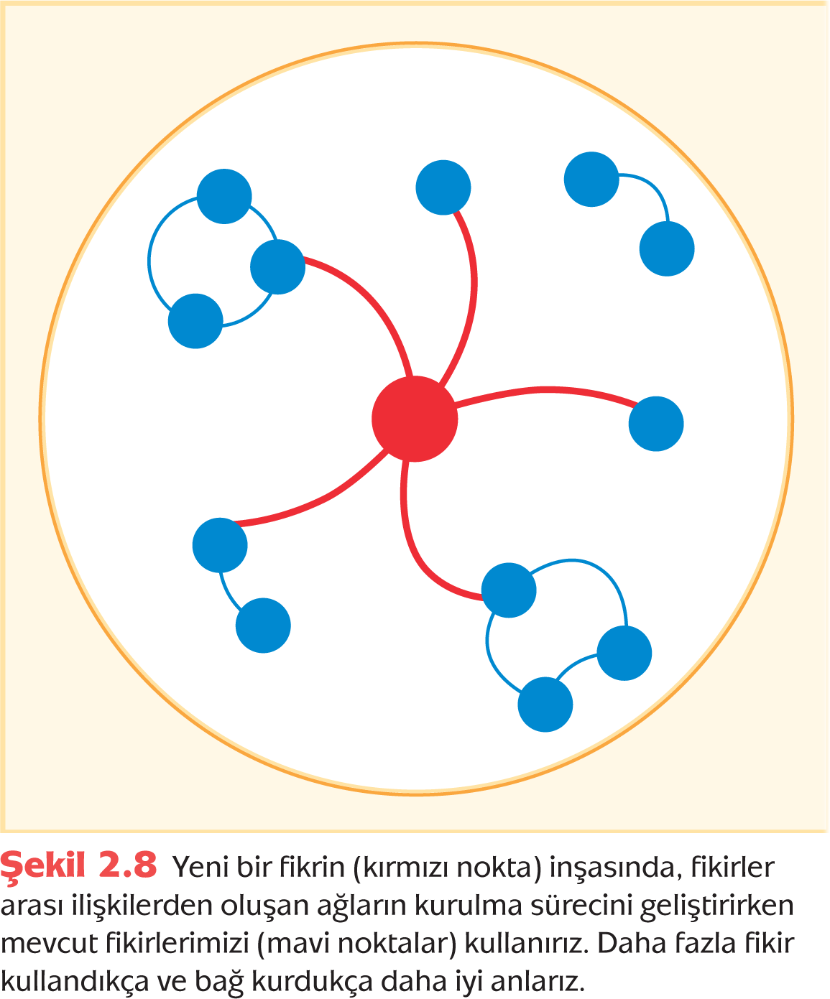 Şekil 2.8 Yeni bir fikrin (kırmızı nokta) inşasında, fikirler
arası ilişkilerden oluşan ağların kurulma sürecini geliştirirken
mevcut fikirlerimizi (mavi noktalar) kullanırız. Daha fazla fikir
kullandıkça ve bağ kurdukça daha iyi anlarız.